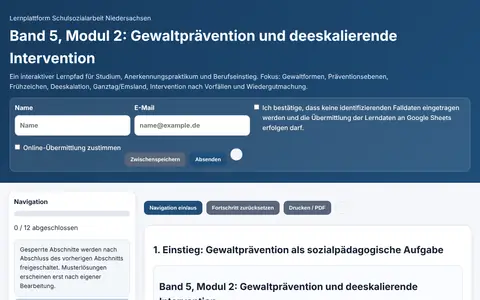 Lernplattform Schulsozialarbeit Niedersachsen
Band 5, Modul 2: Gewaltprävention und deeskalierende
Intervention
Ein interaktiver Lernpfad für Studium, Anerkennungspraktikum und Berufseinstieg. Fokus: Gewaltformen, Präventionsebenen,
Frühzeichen, Deeskalation, Ganztag/Emsland, Intervention nach Vorfällen und Wiedergutmachung.
Name
E-Mail
Ich bestätige, dass keine identifizierenden Falldaten eingetragen
werden und die Übermittlung der Lerndaten an Google Sheets
erfolgen darf.
Name
name@example.de
Online-Übermittlung zustimmen
Zwischenspeichern
Absenden
Navigation
0 / 12 abgeschlossen
Gesperrte Abschnitte werden nach
Abschluss des vorherigen Abschnitts
freigeschaltet. Musterlösungen
erscheinen erst nach eigener
Bearbeitung.
Navigation ein/aus
Fortschritt zurücksetzen
Drucken / PDF
1. Einstieg: Gewaltprävention als sozialpädagogische Aufgabe
Band 5, Modul 2: Gewaltprävention und deeskalierende
Intervention